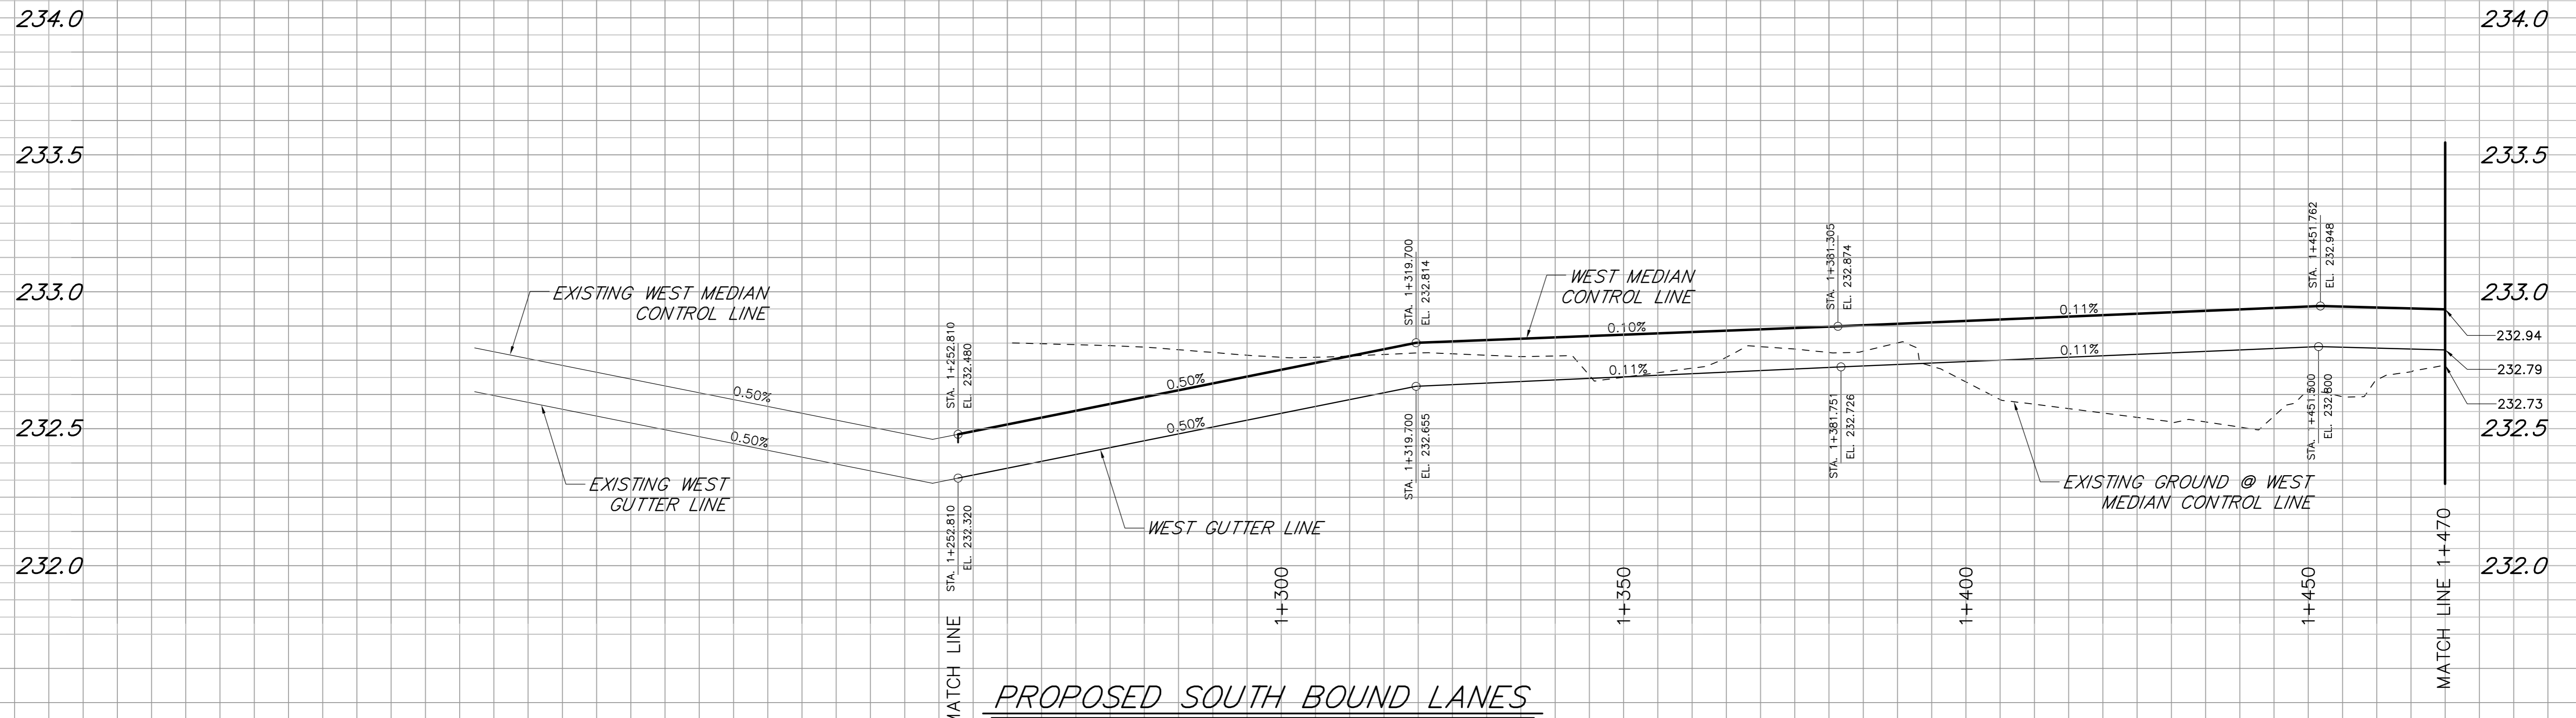 234.0
234.0
233.5
233.5
233.0
233.0
232.5
232.5
232.0
232.0
EXISTING WEST MEDIAN
CONTROL LINE
0.50%
0.50%
EXISTING WEST
GUTTER LINE
STA. 1+252.810
EL. 232.480
STA. 1+252.810
EL. 232.320
MATCH LINE
0.50%
0.50%
WEST GUTTER LINE
STA. 1+319.700
EL. 232.814
STA. 1+319.700
EL. 232.655
WEST MEDIAN
CONTROL LINE
0.10%
0.11%
STA. 1+381.305
EL. 232.874
STA. 1+381.751
EL. 232.726
0.11%
0.11%
STA. 1+451.762
EL. 232.948
STA. 1+451.500
EL. 232.800
EXISTING GROUND @ WEST
MEDIAN CONTROL LINE
232.94
232.79
232.73
MATCH LINE 1+470
1+300
1+350
1+400
1+450
PROPOSED SOUTH BOUND LANES